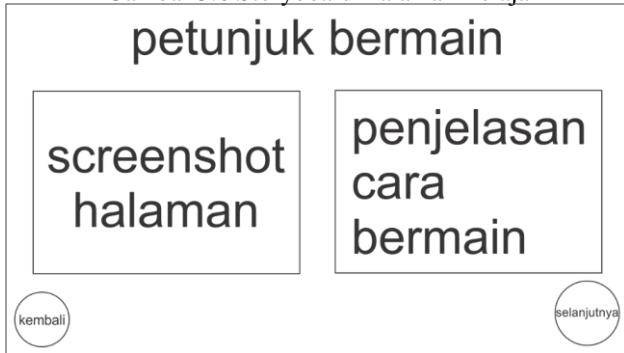 petunjuk bermain
screenshot
halaman
penjelasan
cara
bermain
kembali
selanjutnya